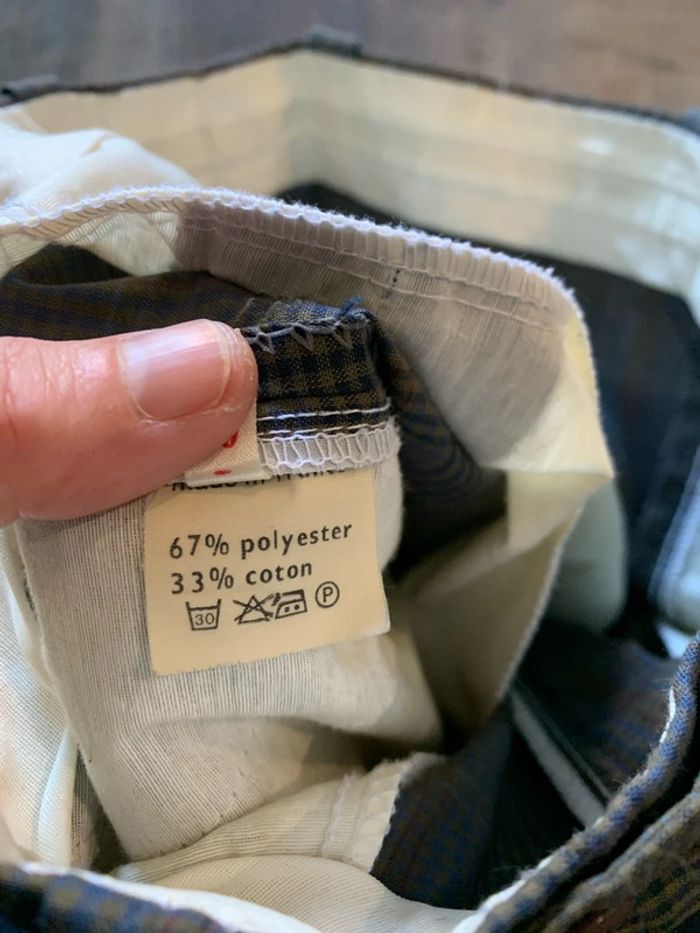 67% polyester
33% coton
30 P